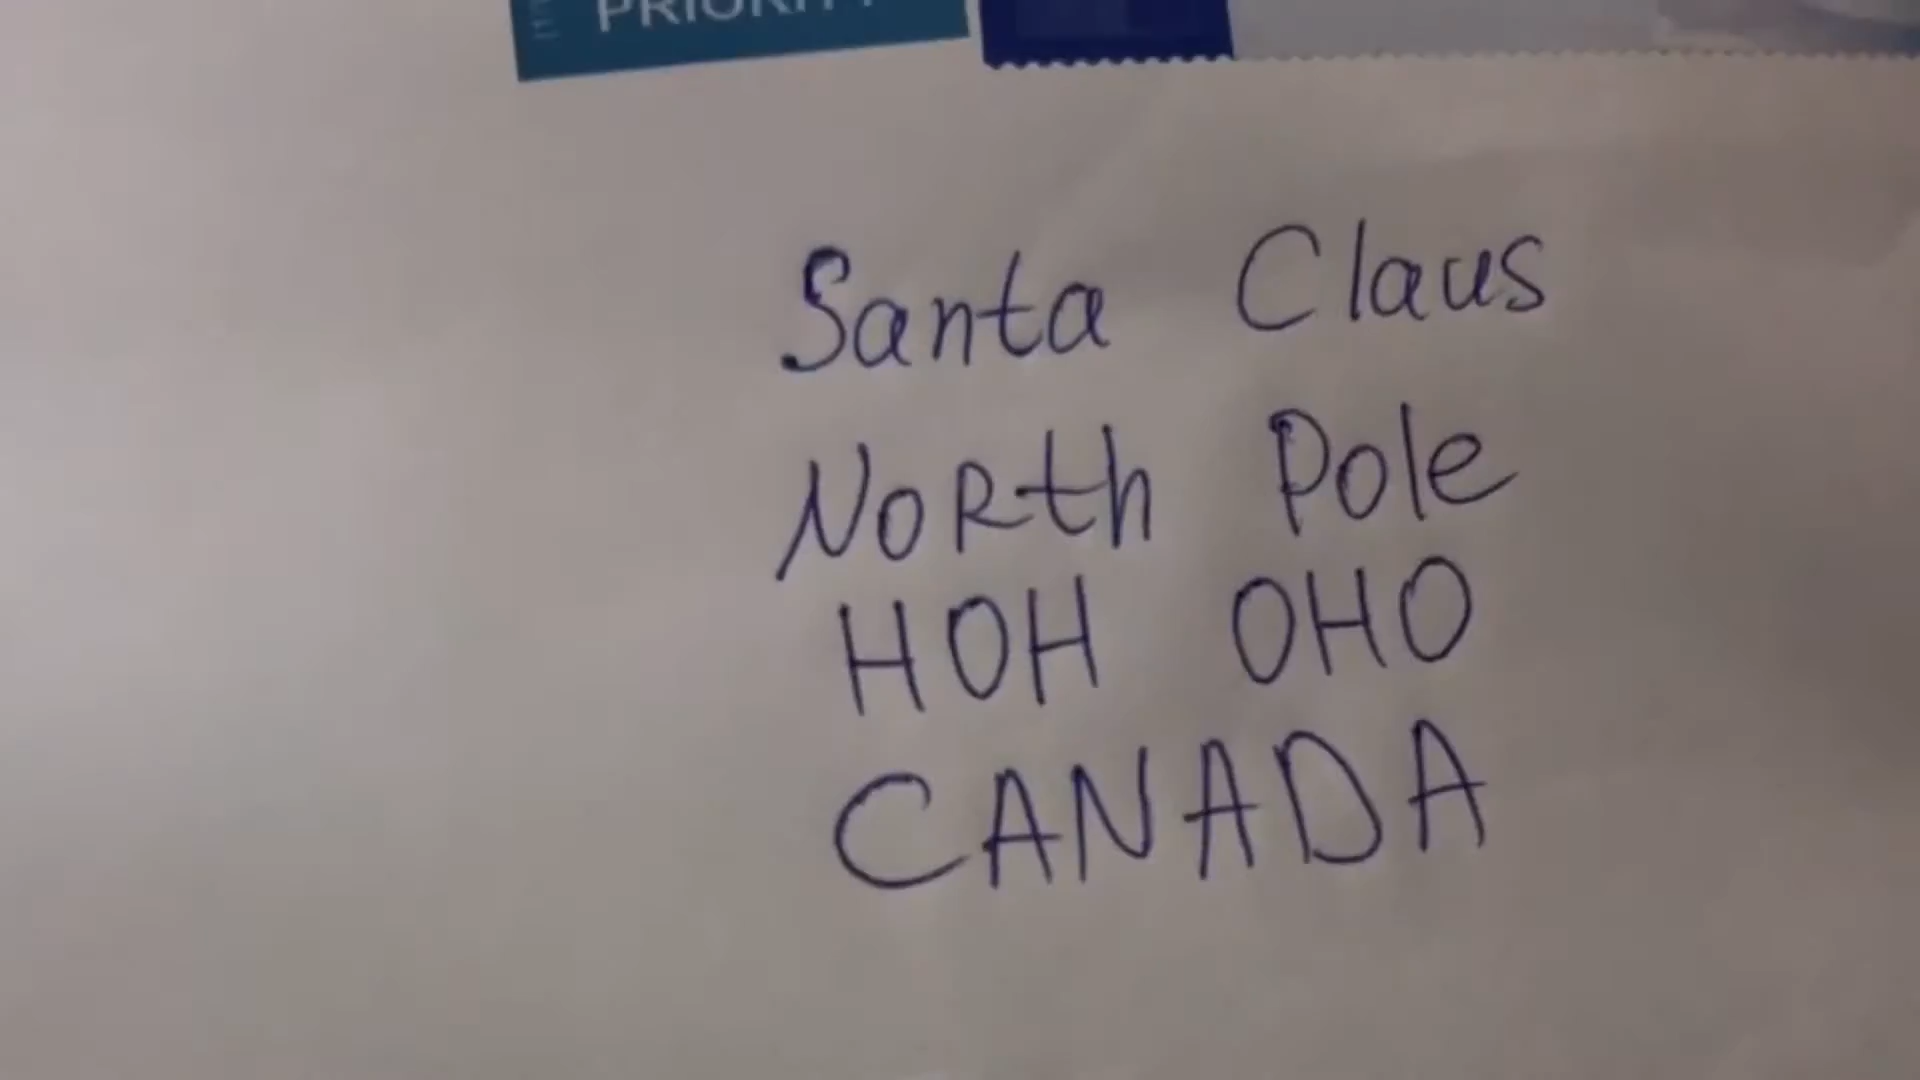 PRIORITY
Santa Claus
North Pole
HOH OHO
CANADA